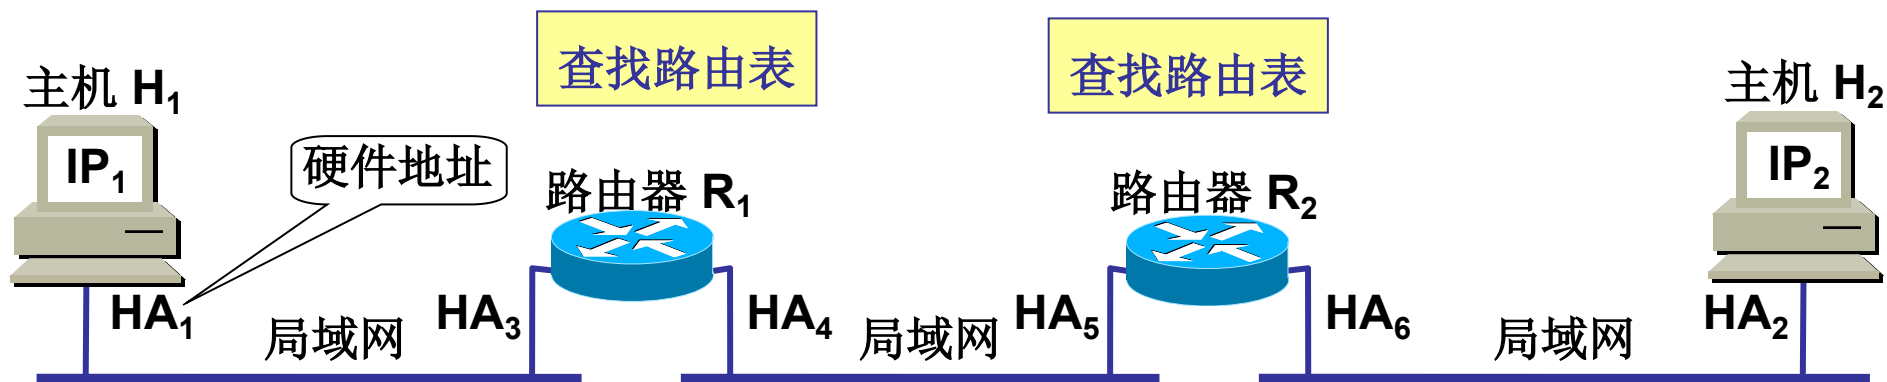 查找路由表
查找路由表
主机 H₁
主机 H₂
IP₁
硬件地址
路由器 R₁
路由器 R₂
IP₂
HA₁
局域网
HA₃
HA₄
局域网
HA₅
HA₆
局域网
HA₂